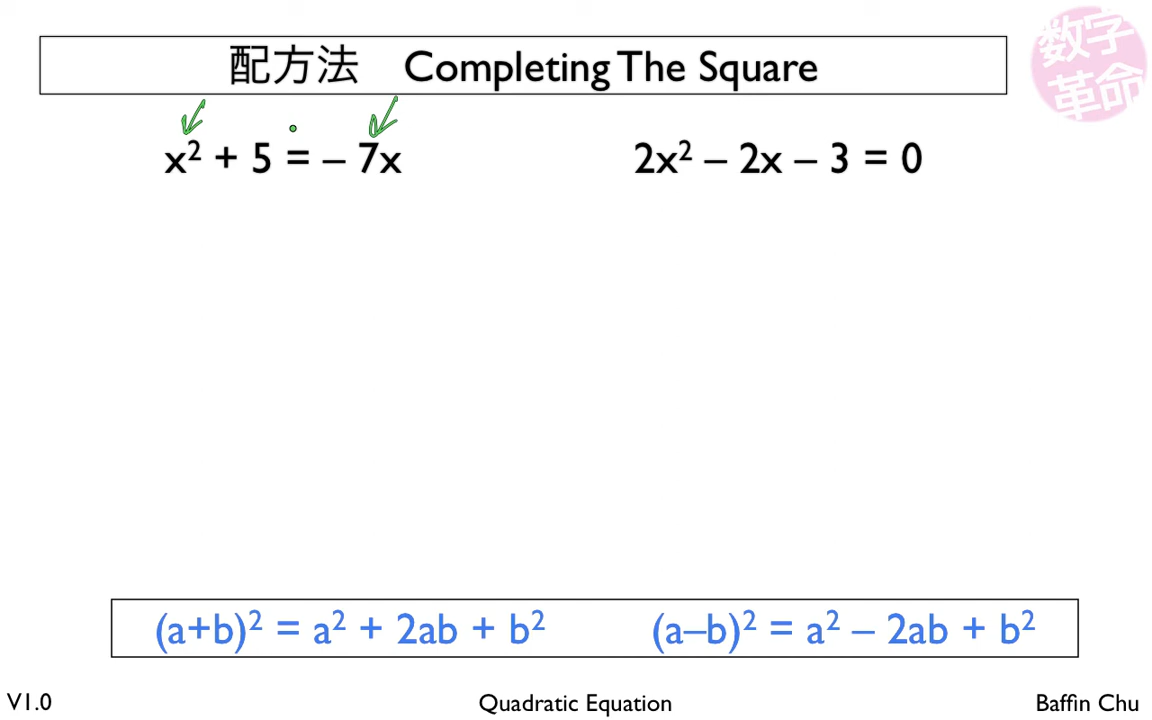 配方法 Completing The Square
数字
革命
x² + 5 = – 7x
2x² – 2x – 3 = 0
(a+b)² = a² + 2ab + b²
(a–b)² = a² – 2ab + b²
V1.0
Quadratic Equation
Baffin Chu